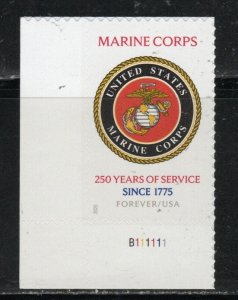 MARINE CORPS
UNITED STATES
MARINE CORPS
250 YEARS OF SERVICE
SINCE 1775
FOREVER/USA
B111111